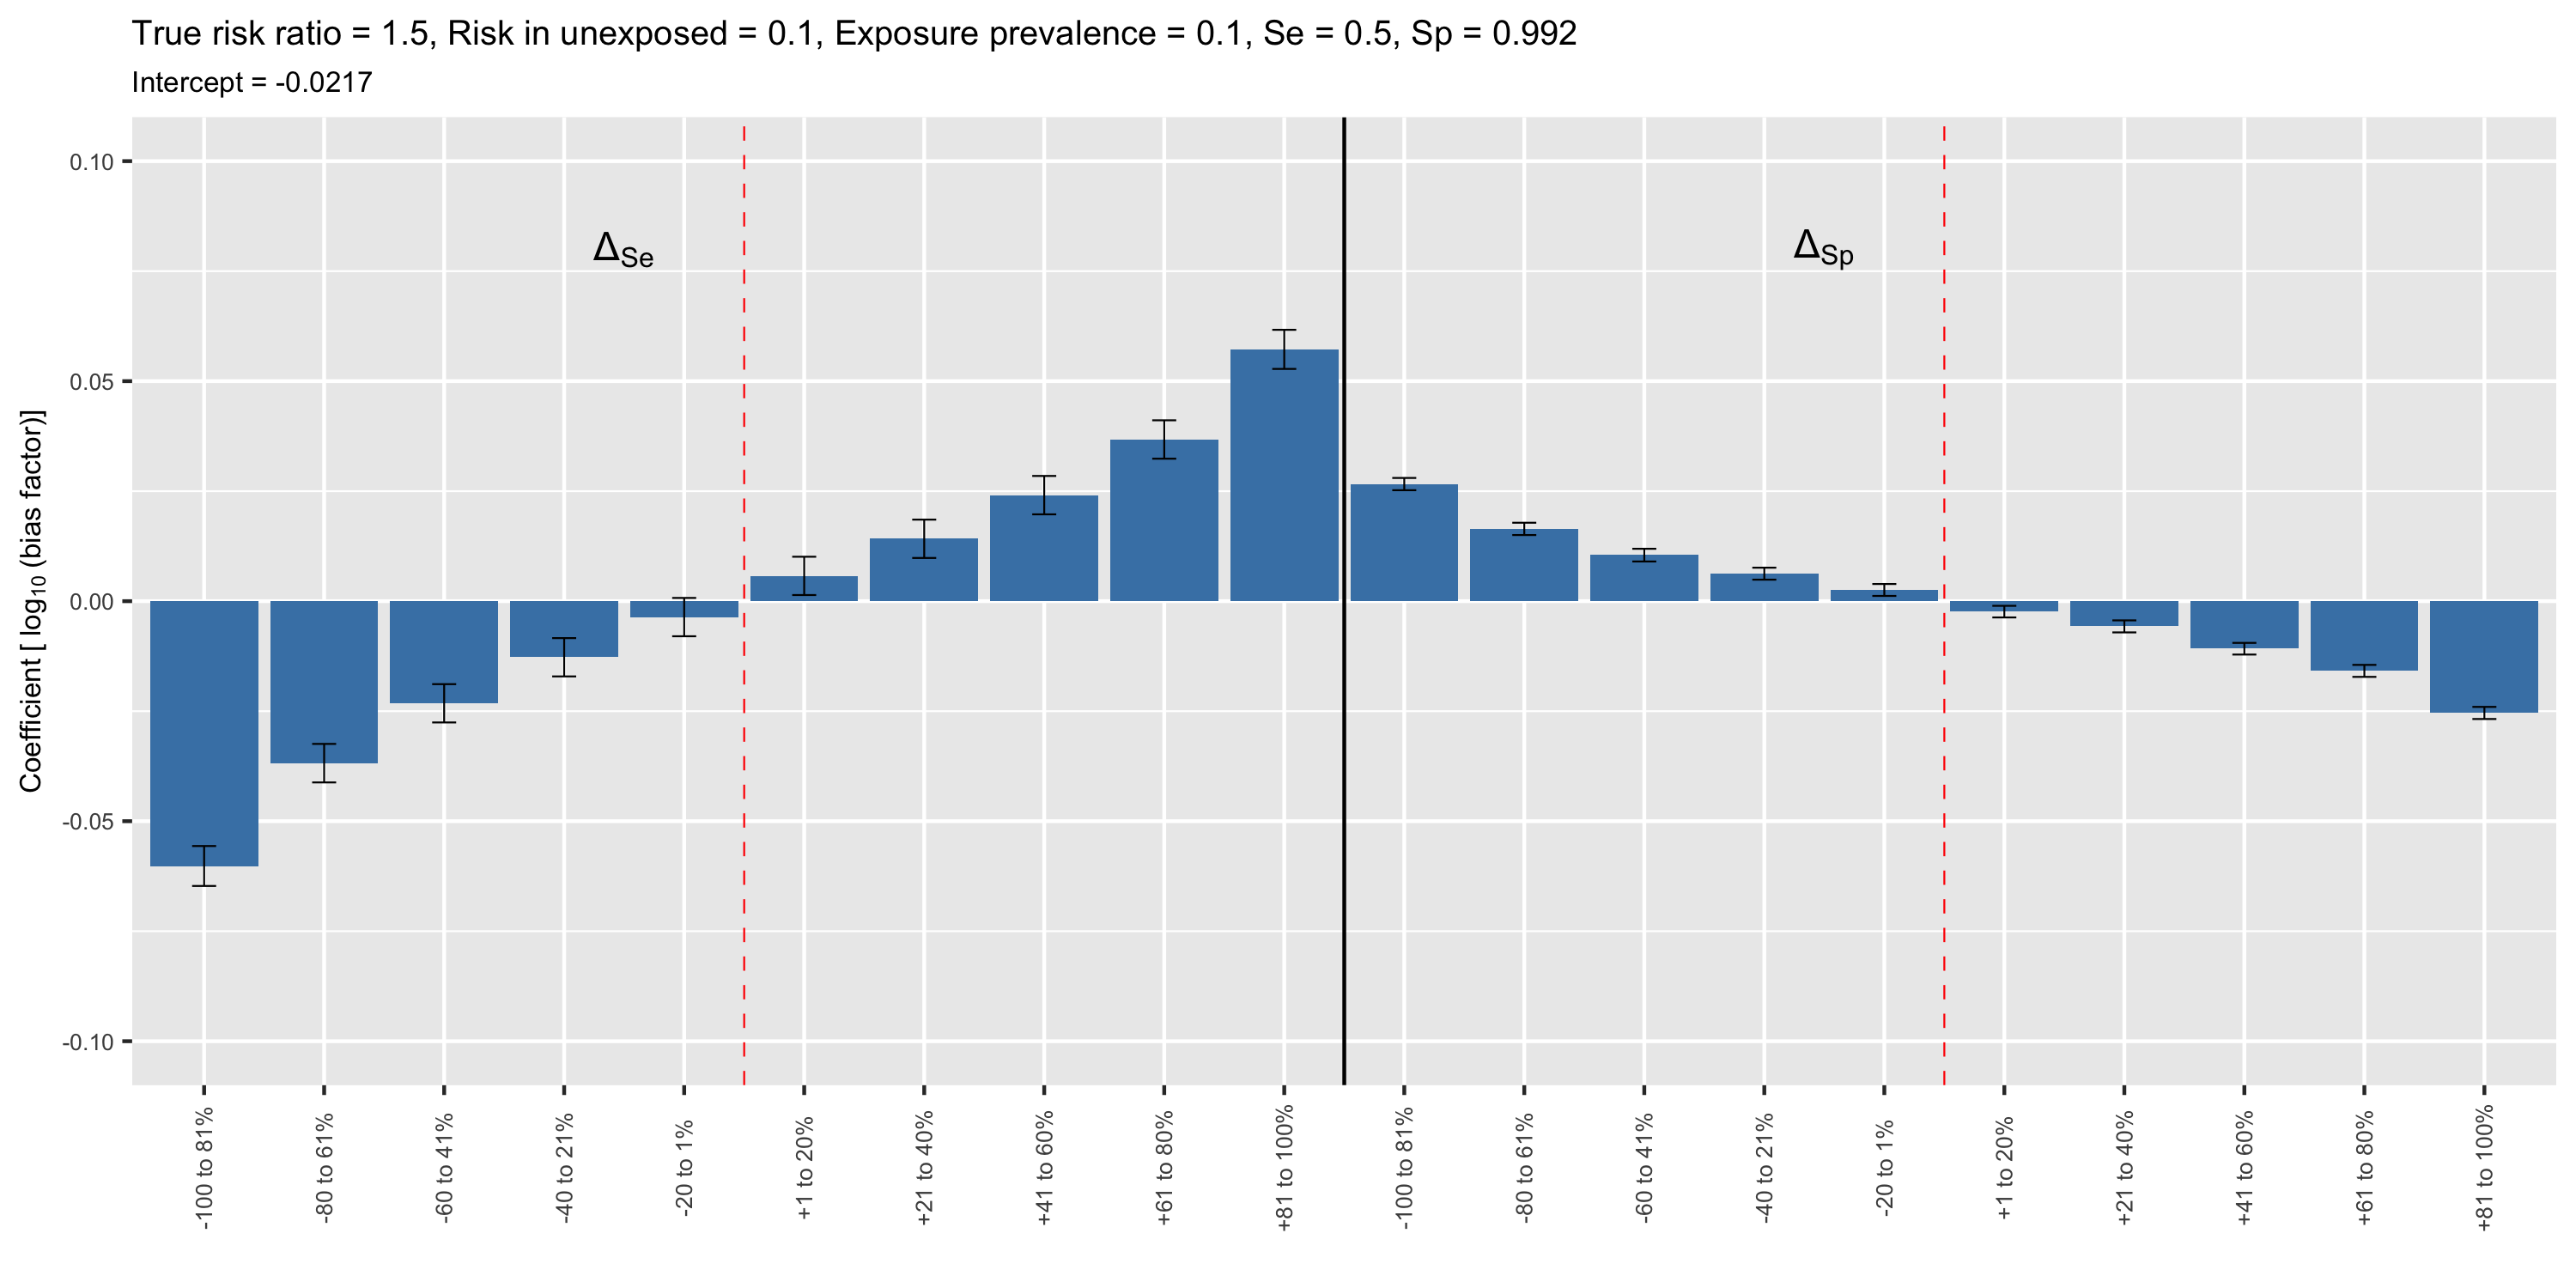 True risk ratio = 1.5, Risk in unexposed = 0.1, Exposure prevalence = 0.1, Se = 0.5, Sp = 0.992
Intercept = -0.0217
Coefficient [ log10 (bias factor)]
0.10
0.05
0.00
-0.05
-0.10
ΔSe
ΔSp
-100 to 81%
-80 to 61%
-60 to 41%
-40 to 21%
-20 to 1%
+1 to 20%
+21 to 40%
+41 to 60%
+61 to 80%
+81 to 100%
-100 to 81%
-80 to 61%
-60 to 41%
-40 to 21%
-20 to 1%
+1 to 20%
+21 to 40%
+41 to 60%
+61 to 80%
+81 to 100%